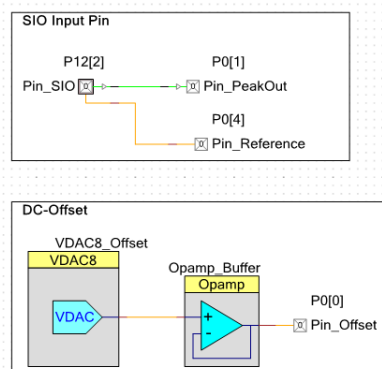 SIO Input Pin
P12[2]
P0[1]
Pin_SIO
Pin_PeakOut
P0[4]
Pin_Reference
DC-Offset
VDAC8_Offset
VDAC8
Opamp_Buffer
Opamp
VDAC
+
-
P0[0]
Pin_Offset